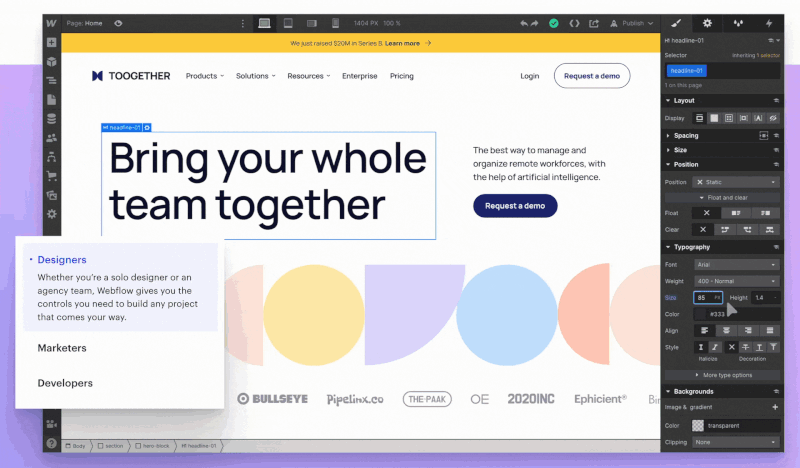 W Page: Home 1404 PX 100 % Publish
We just raised $20M in Series B. Learn more →
TOOGETHER Products Solutions Resources Enterprise Pricing Login Request a demo
H1 headline-01
Bring your whole
team together
The best way to manage and
organize remote workforces, with
the help of artificial intelligence.
Request a demo
Designers
Whether you're a solo designer or an
agency team, Webflow gives you the
controls you need to build any project
that comes your way.
Marketers
Developers
BULLSEYE Pipelinx.co THE PAAK OE 2020INC Ephicient®
Body section hero-block H1 headline-01
H1 headline-01
Selector Inheriting 1 selector
headline-01
1 on this page
Layout
Display
Spacing
Size
Position
Position Static
Float and clear
Float
Clear
Typography
Font Arial
Weight 400 - Normal
Size 85 PX Height 1.4 -
Color #333
Align
Style
Italicize Decoration
More type options
Backgrounds
Image & gradient +
Color transparent
Clipping None